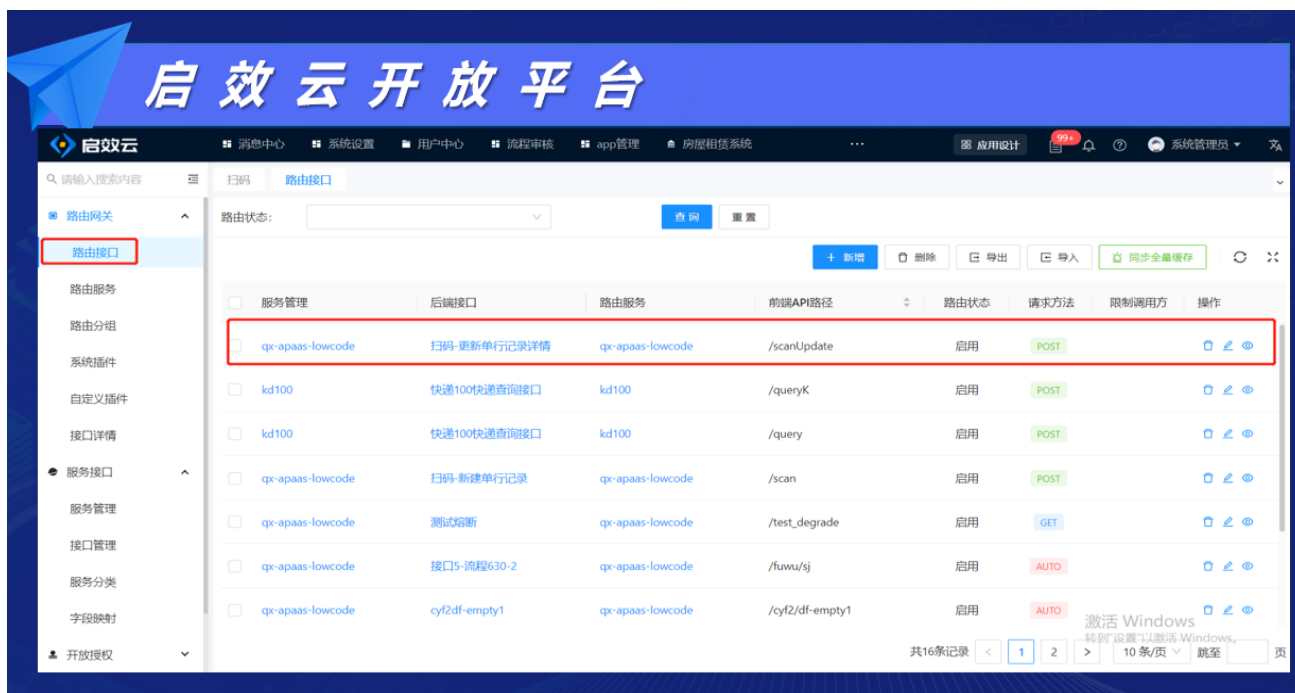 启效云开放平台
启效云 消息中心 系统设置 用户中心 流程审核 app管理 房屋租赁系统 ··· 应用设计 99+ 系统管理员
请输入搜索内容 扫码 路由接口
路由网关 路由状态: 查询 重置
路由接口 + 新增 删除 导出 导入 同步全量缓存
路由服务
服务管理 后端接口 路由服务 前端API路径 路由状态 请求方法 限制调用方 操作
路由分组
qx-apaas-lowcode 扫码-更新单行记录详情 qx-apaas-lowcode /scanUpdate 启用 POST
系统插件
kd100 快递100快递查询接口 kd100 /queryK 启用 POST
自定义插件
接口详情 kd100 快递100快递查询接口 kd100 /query 启用 POST
服务接口 qx-apaas-lowcode 扫码-新建单行记录 qx-apaas-lowcode /scan 启用 POST
服务管理
qx-apaas-lowcode 测试熔断 qx-apaas-lowcode /test_degrade 启用 GET
接口管理
qx-apaas-lowcode 接口5-流程630-2 qx-apaas-lowcode /fuwu/sj 启用 AUTO
服务分类
qx-apaas-lowcode cyf2df-empty1 qx-apaas-lowcode /cyf2/df-empty1 启用 AUTO
字段映射
激活 Windows
转到"设置"以激活 Windows。
开放授权 共16条记录 < 1 2 > 10 条/页 跳至 页